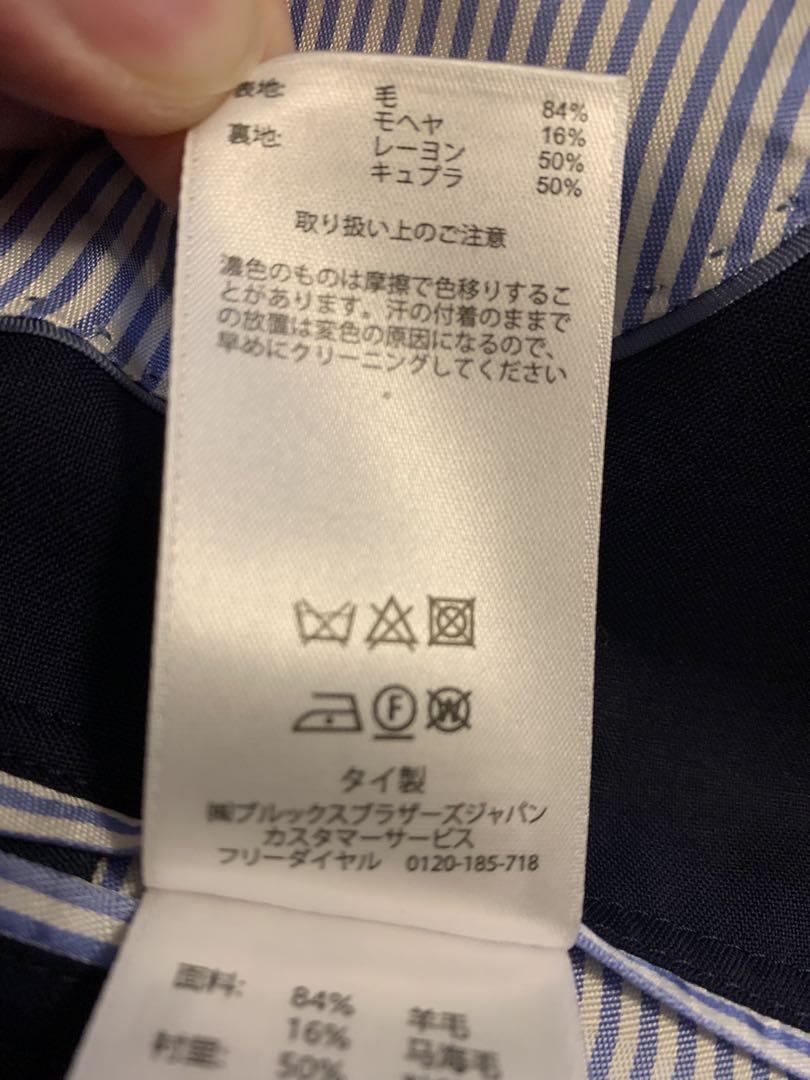 表地: 毛 84%
モヘヤ 16%
裏地: レーヨン 50%
キュプラ 50%
取り扱い上のご注意
濃色のものは摩擦で色移りするこ
とがあります。汗の付着のままで
の放置は変色の原因になるので、
早めにクリーニングしてください
。
F W
タイ製
㈱ブルックスブラザーズジャパン
カスタマーサービス
フリーダイヤル 0120-185-718
面料: 84% 羊毛
16% 马海毛
衬里: 50%